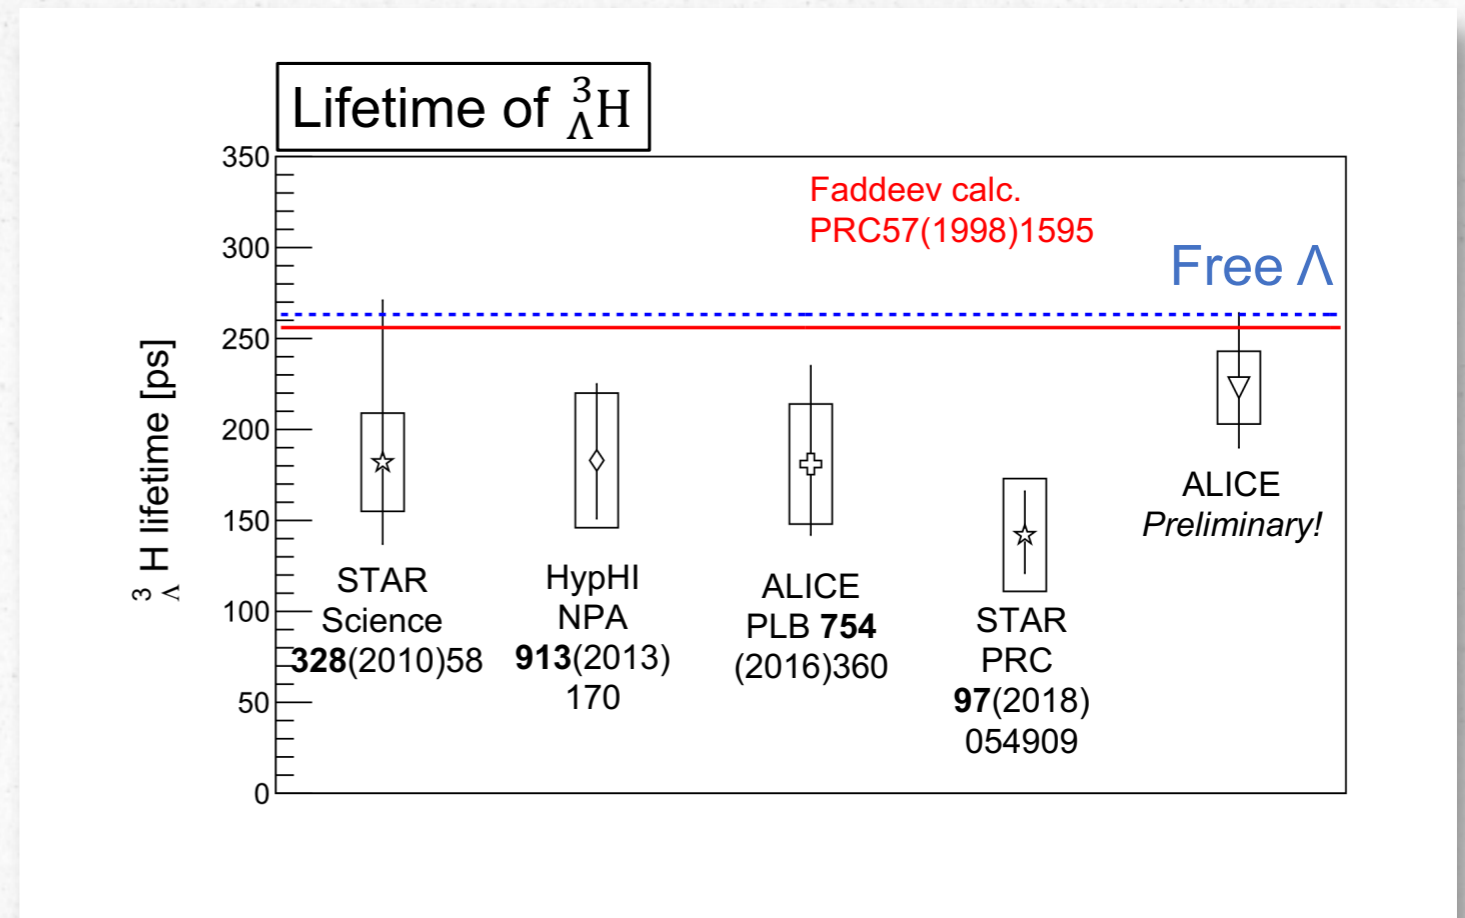 Lifetime of ³ΛH
350
300
250
200
150
100
50
0
³ΛH lifetime [ps]
Faddeev calc.
PRC57(1998)1595
Free Λ
STAR
Science
328(2010)58
HypHI
NPA
913(2013)
170
ALICE
PLB 754
(2016)360
STAR
PRC
97(2018)
054909
ALICE
Preliminary!